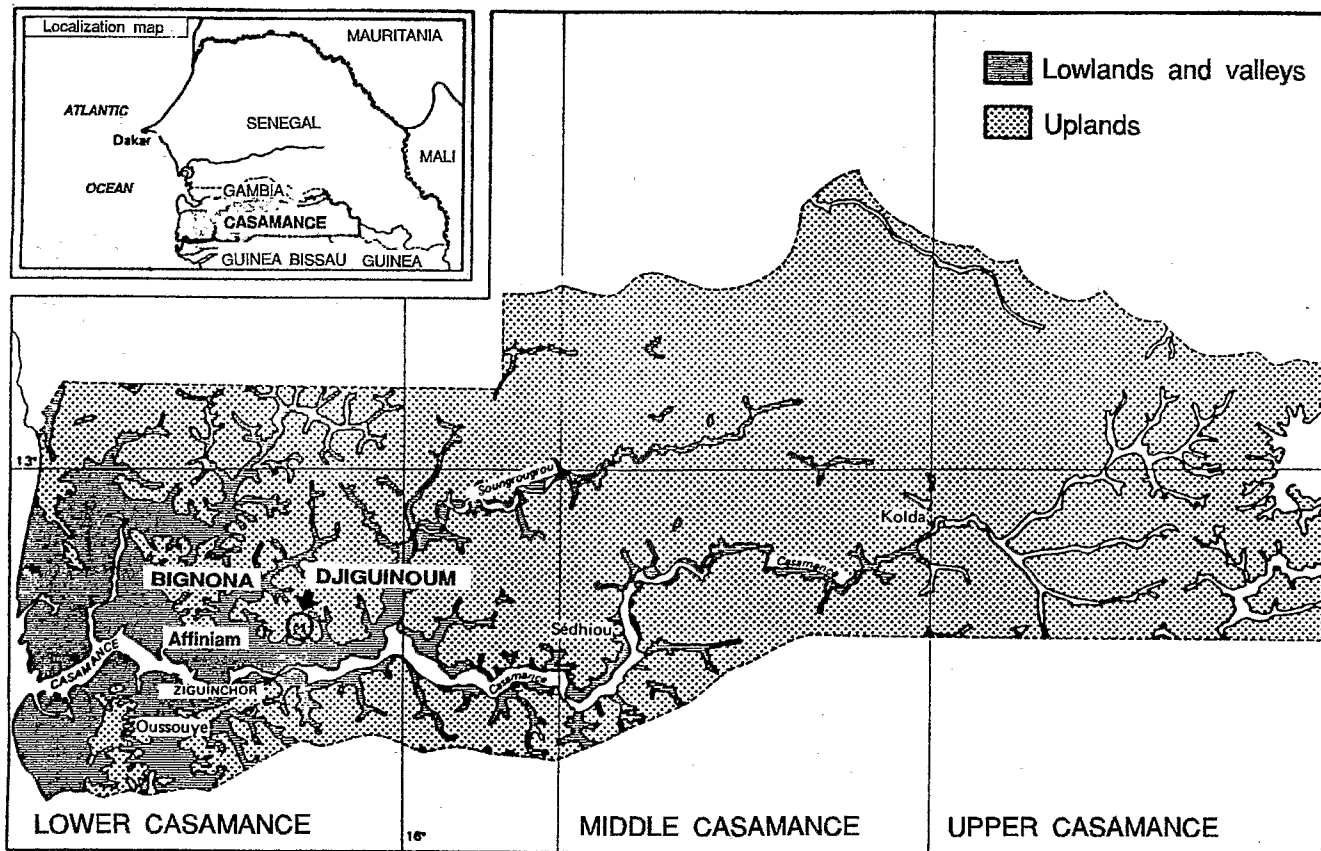 Localization map
MAURITANIA
ATLANTIC
Dakar
SENEGAL
MALI
OCEAN
GAMBIA
CASAMANCE
GUINEA BISSAU GUINEA
Lowlands and valleys
Uplands
13°
Soungrougrou
Kolda
BIGNONA
DJIGUINOUM
Casamance
Affiniam
Sédhiou
CASAMANCE
ZIGUINCHOR
Casamance
Oussouye
LOWER CASAMANCE
16°
MIDDLE CASAMANCE
UPPER CASAMANCE